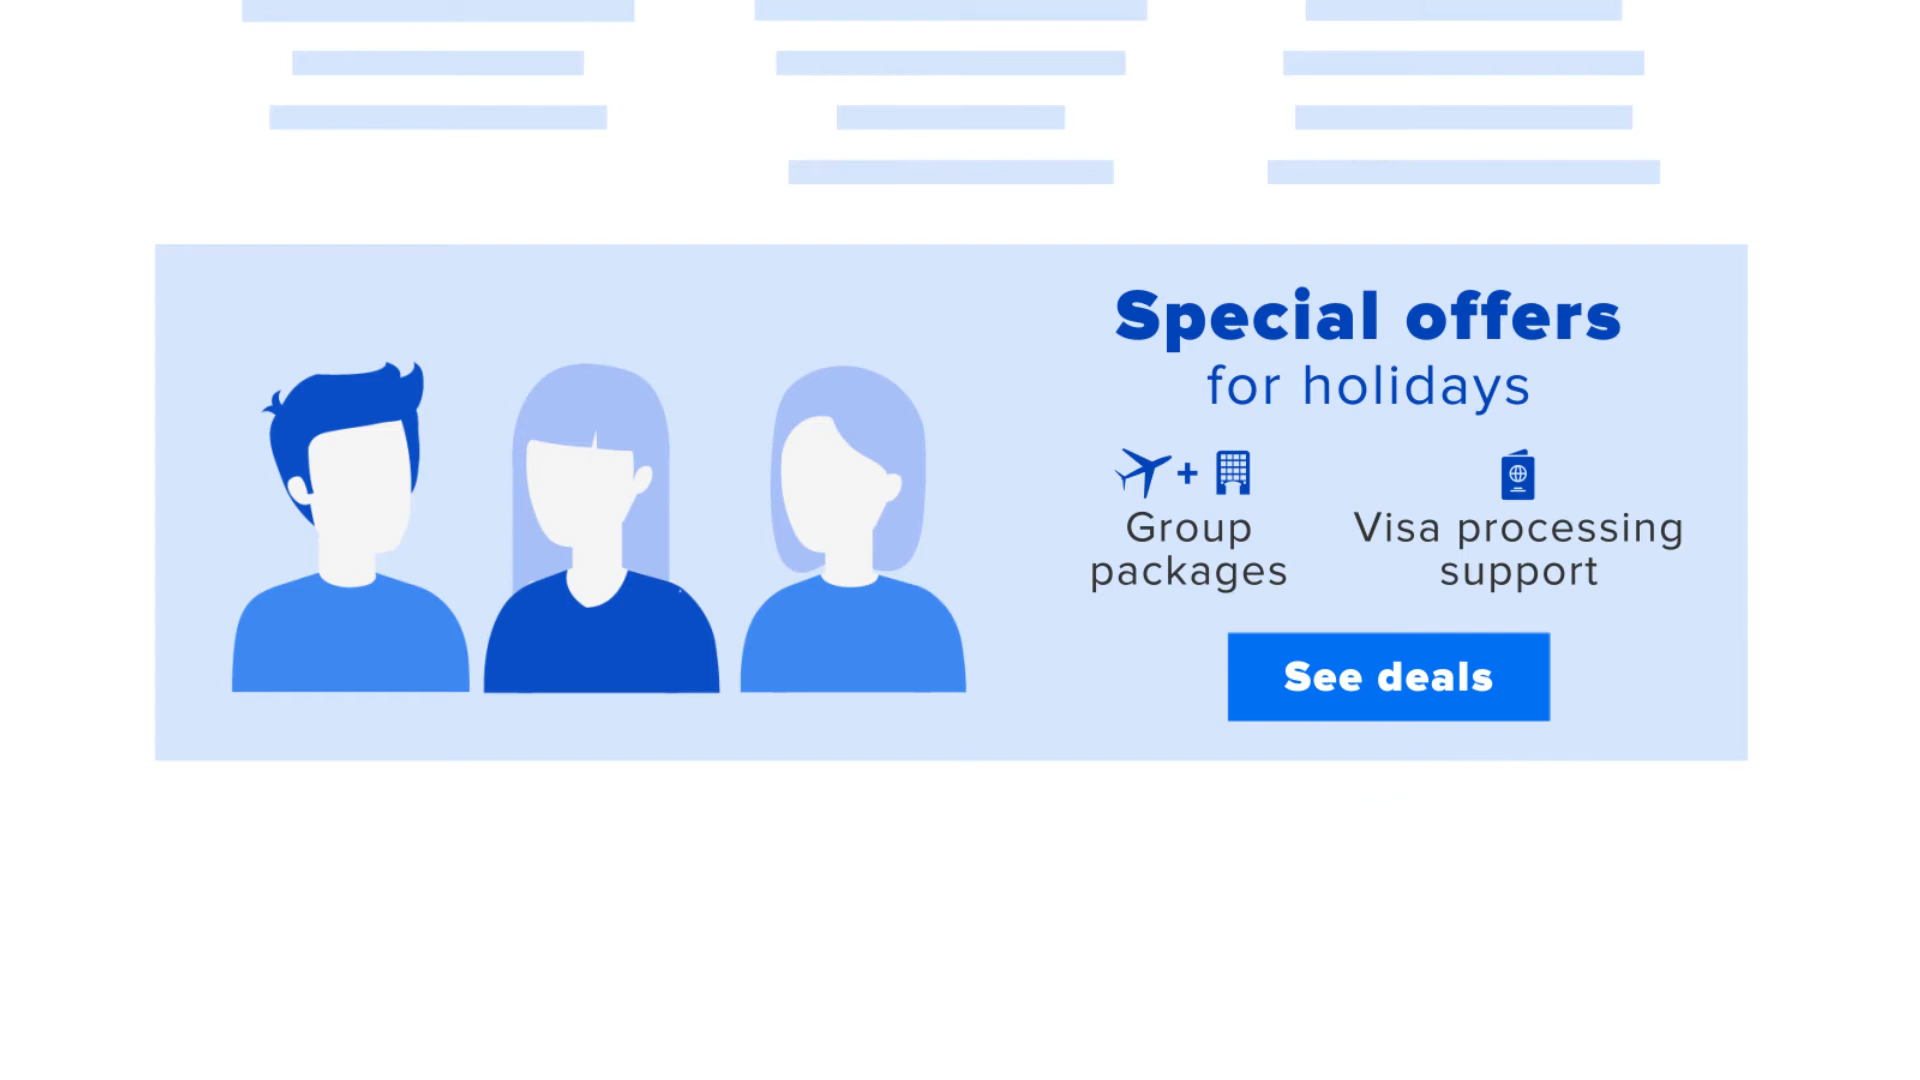 Special offers
for holidays
Group
packages
Visa processing
support
See deals